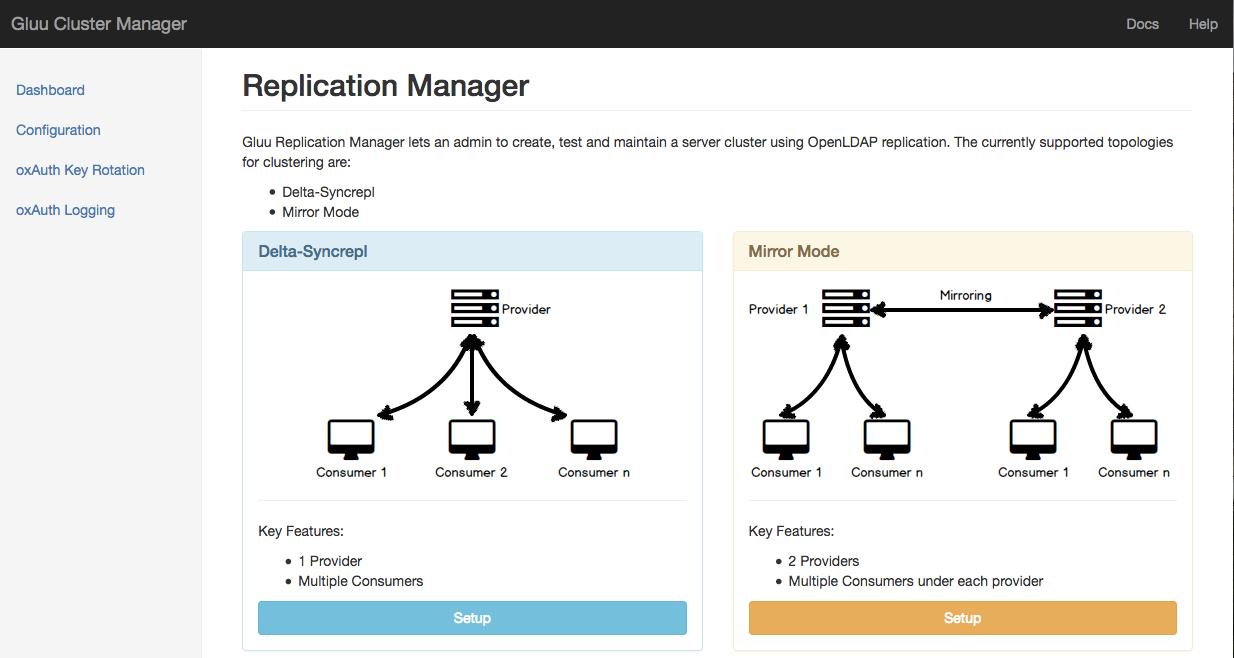 Gluu Cluster Manager
Docs
Help
Dashboard
Configuration
oxAuth Key Rotation
oxAuth Logging
Replication Manager
Gluu Replication Manager lets an admin to create, test and maintain a server cluster using OpenLDAP replication. The currently supported topologies
for clustering are:
Delta-Syncrepl
Mirror Mode
Delta-Syncrepl
Provider
Consumer 1
Consumer 2
Consumer n
Key Features:
1 Provider
Multiple Consumers
Setup
Mirror Mode
Provider 1
Mirroring
Provider 2
Consumer 1
Consumer n
Consumer 1
Consumer n
Key Features:
2 Providers
Multiple Consumers under each provider
Setup